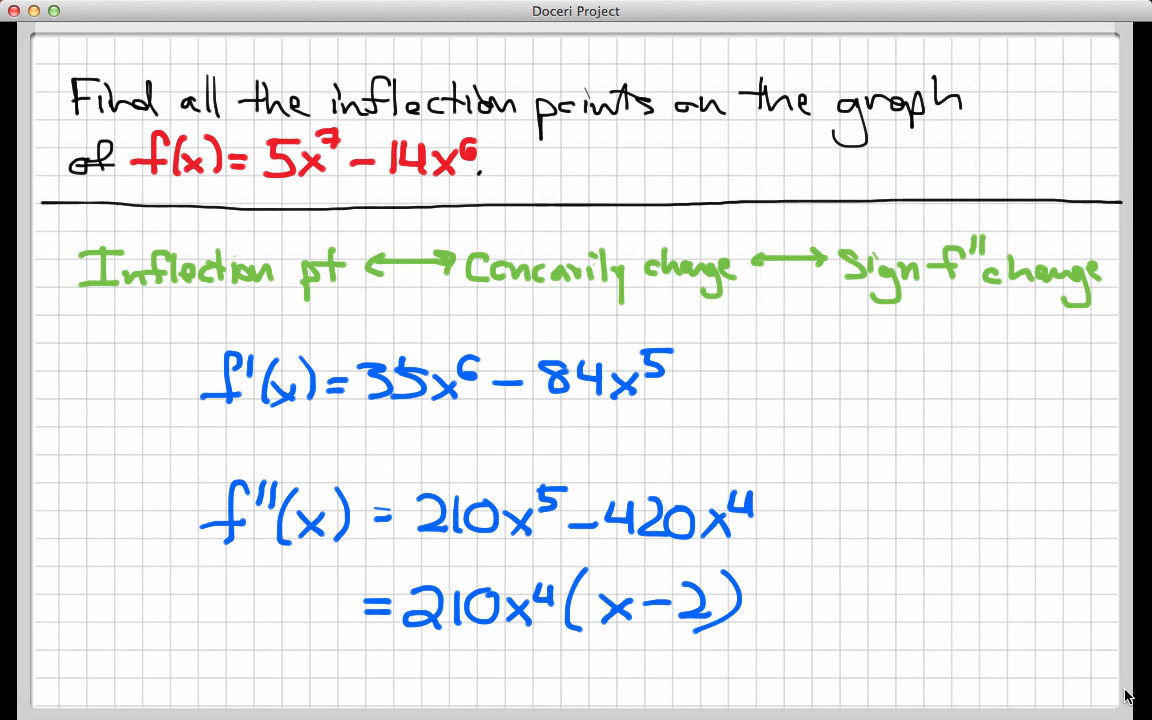 Doceri Project
Find all the inflection points on the graph
of f(x) = 5x⁷ − 14x⁶.
Inflection pt ⟷ Concavity change ⟷ Sign f'' change
f'(x) = 35x⁶ − 84x⁵
f''(x) = 210x⁵ − 420x⁴
= 210x⁴(x − 2)